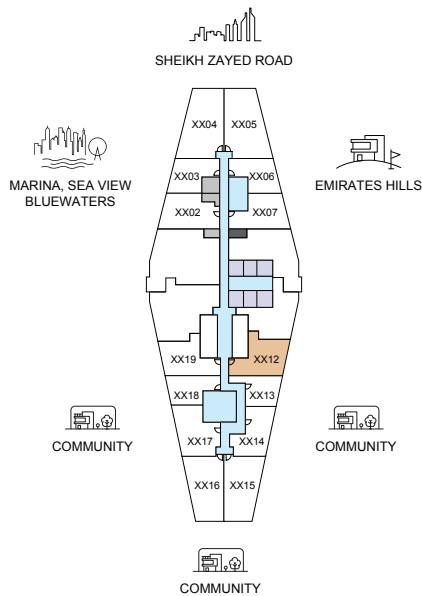 SHEIKH ZAYED ROAD
XX04 XX05
MARINA, SEA VIEW
BLUEWATERS
XX03 XX06
EMIRATES HILLS
XX02 XX07
XX19 XX12
XX18 XX13
COMMUNITY
XX17 XX14
COMMUNITY
XX16 XX15
COMMUNITY